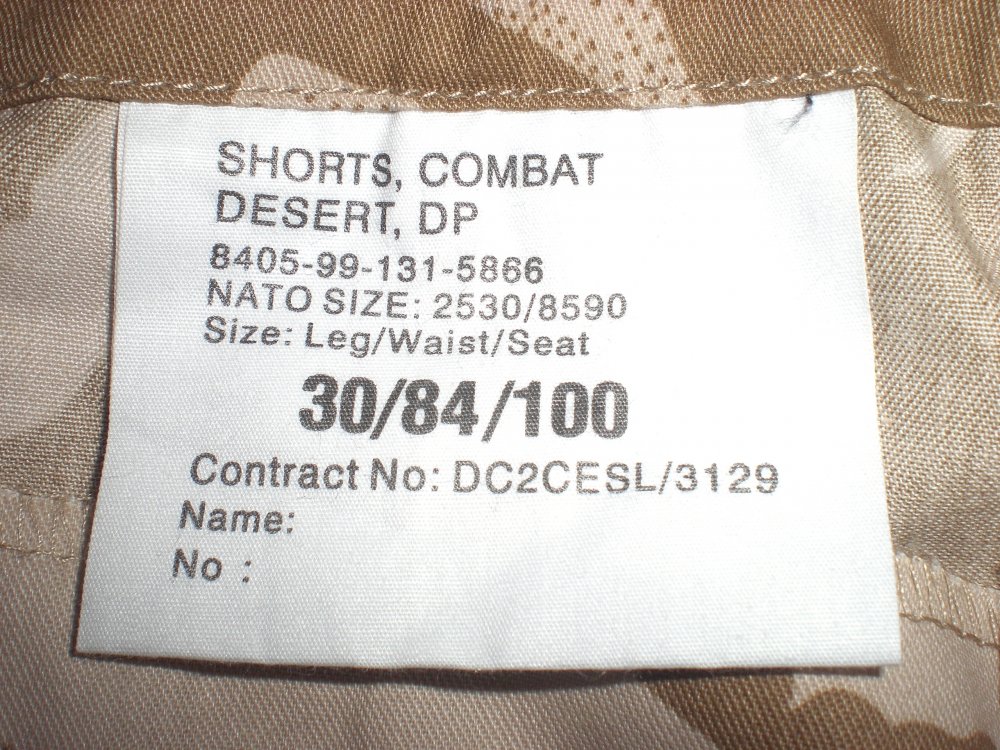 SHORTS, COMBAT
DESERT, DP
8405-99-131-5866
NATO SIZE: 2530/8590
Size: Leg/Waist/Seat
30/84/100
Contract No: DC2CESL/3129
Name:
No :